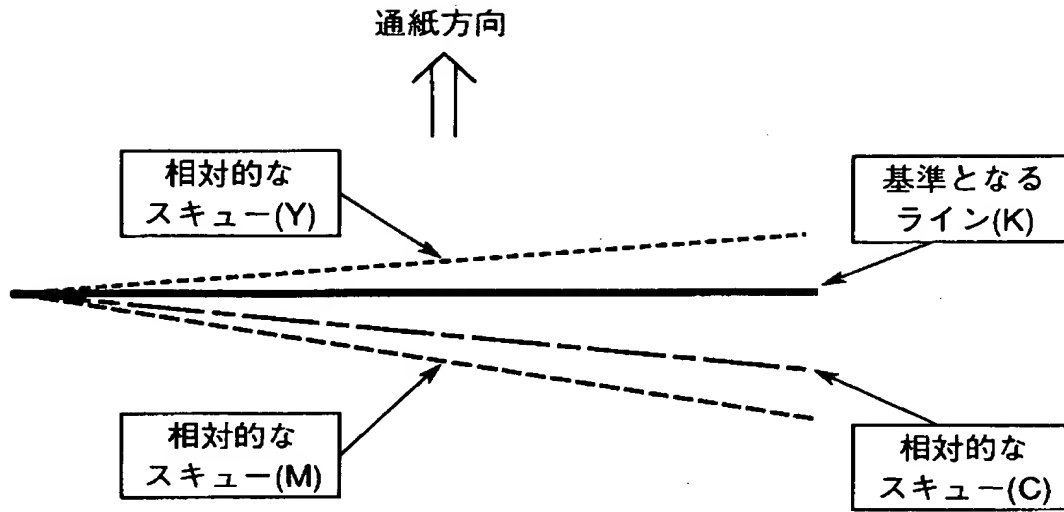 通紙方向
相対的な
スキュー(Y)
基準となる
ライン(K)
相対的な
スキュー(M)
相対的な
スキュー(C)